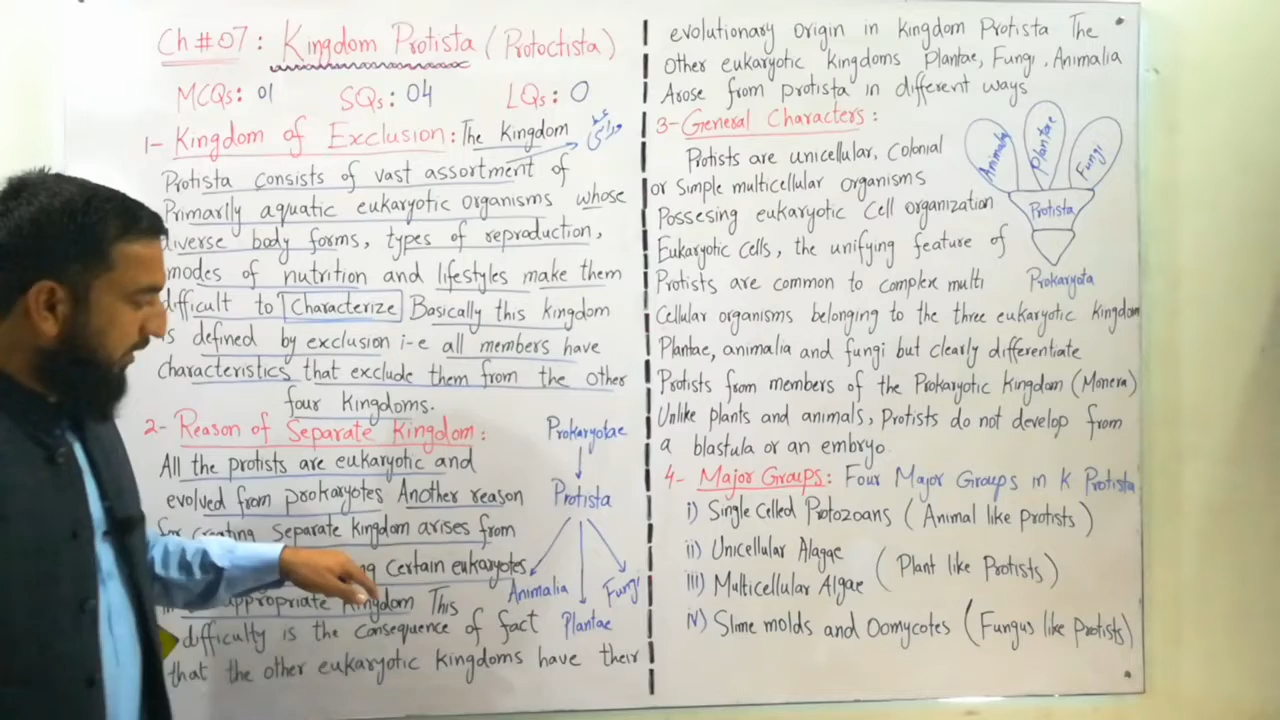 Ch # 07 : Kingdom Protista (Protoctista)
MCQs: 01 SQs: 04 LQs: 0
1- Kingdom of Exclusion: The Kingdom
Protista consists of vast assortment of
Primarily aquatic eukaryotic organisms whose
diverse body forms, types of reproduction,
modes of nutrition and lifestyles make them
difficult to Characterize Basically this kingdom
is defined by exclusion i-e all members have
characteristics that exclude them from the other
four Kingdoms.
2- Reason of Separate Kingdom:
All the protists are eukaryotic and
evolved from prokaryotes Another reason
for creating Separate Kingdom arises from
certain eukaryotes
appropriate Kingdom This
difficulty is the consequence of fact
that the other eukaryotic kingdoms have their
Prokaryotae
Protista
Animalia
Plantae
Fungi
evolutionary origin in kingdom Protista The
Other eukaryotic kingdoms Plantae, Fungi, Animalia
Arose from protista in different ways
3- General Characters:
Protists are unicellular, Colonial
or Simple multicellular organisms
Possesing eukaryotic Cell organization
Eukaryotic cells, the unifying feature of
Protists are common to complex multi
Cellular organisms belonging to the three eukaryotic kingdom
Plantae, animalia and fungi but clearly differentiate
Protists from members of the Prokaryotic Kingdom (Monera)
Unlike plants and animals, Protists do not develop from
a blastula or an embryo.
Animalia
Plantae
Fungi
Protista
Prokaryota
4- Major Groups: Four Major Groups in K Protista
i) Single Celled Protozoans (Animal like protists)
ii) Unicellular Alagae
(Plant like Protists)
iii) Multicellular Algae
iv) Slime molds and Oomycotes (Fungus like Protists)